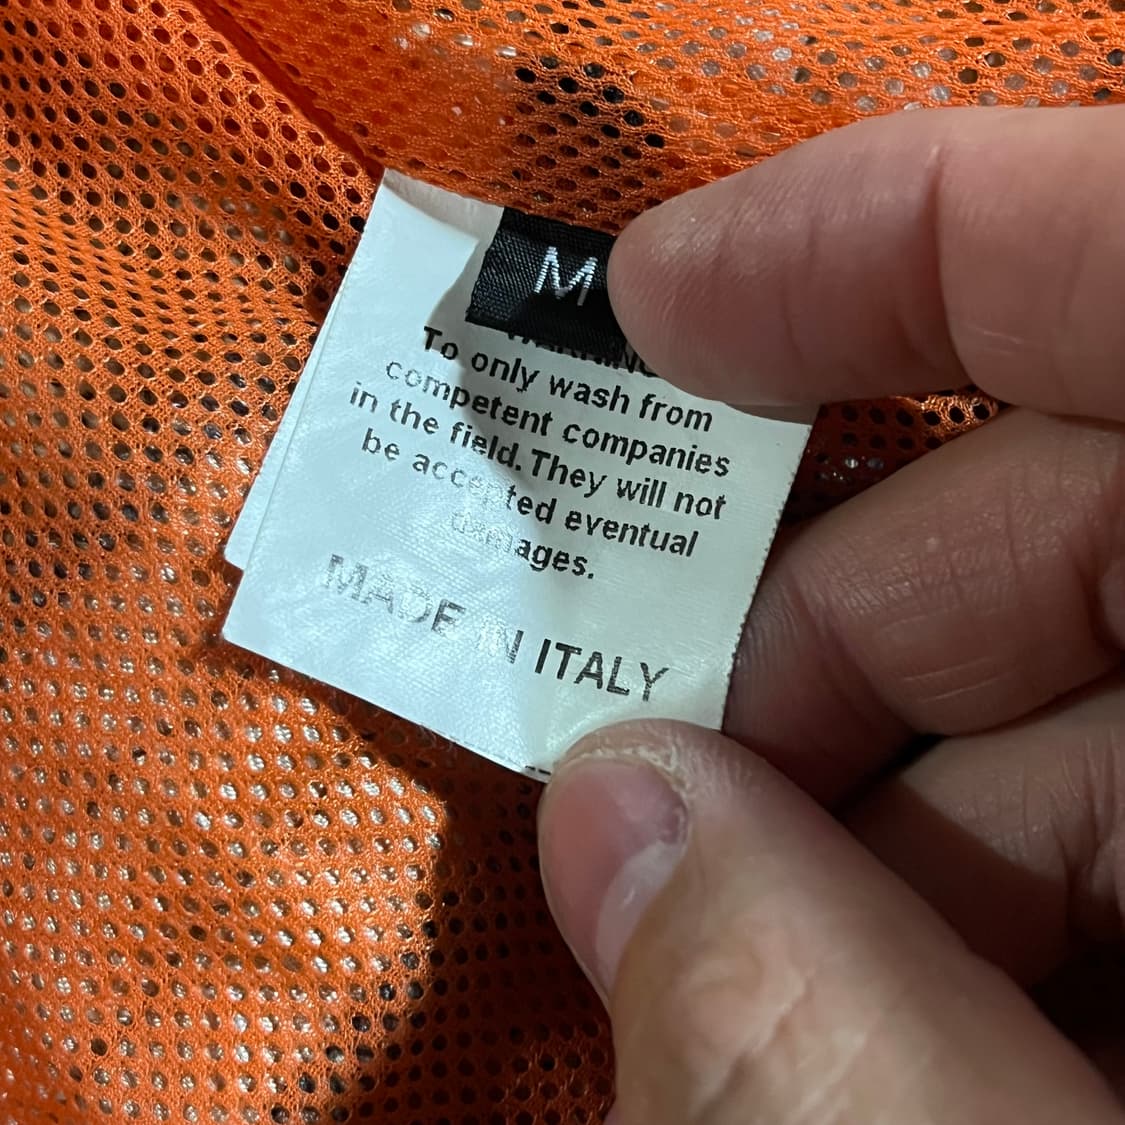 M
WARNING
To only wash from
competent companies
in the field. They will not
be accepted eventual
damages.
MADE IN ITALY